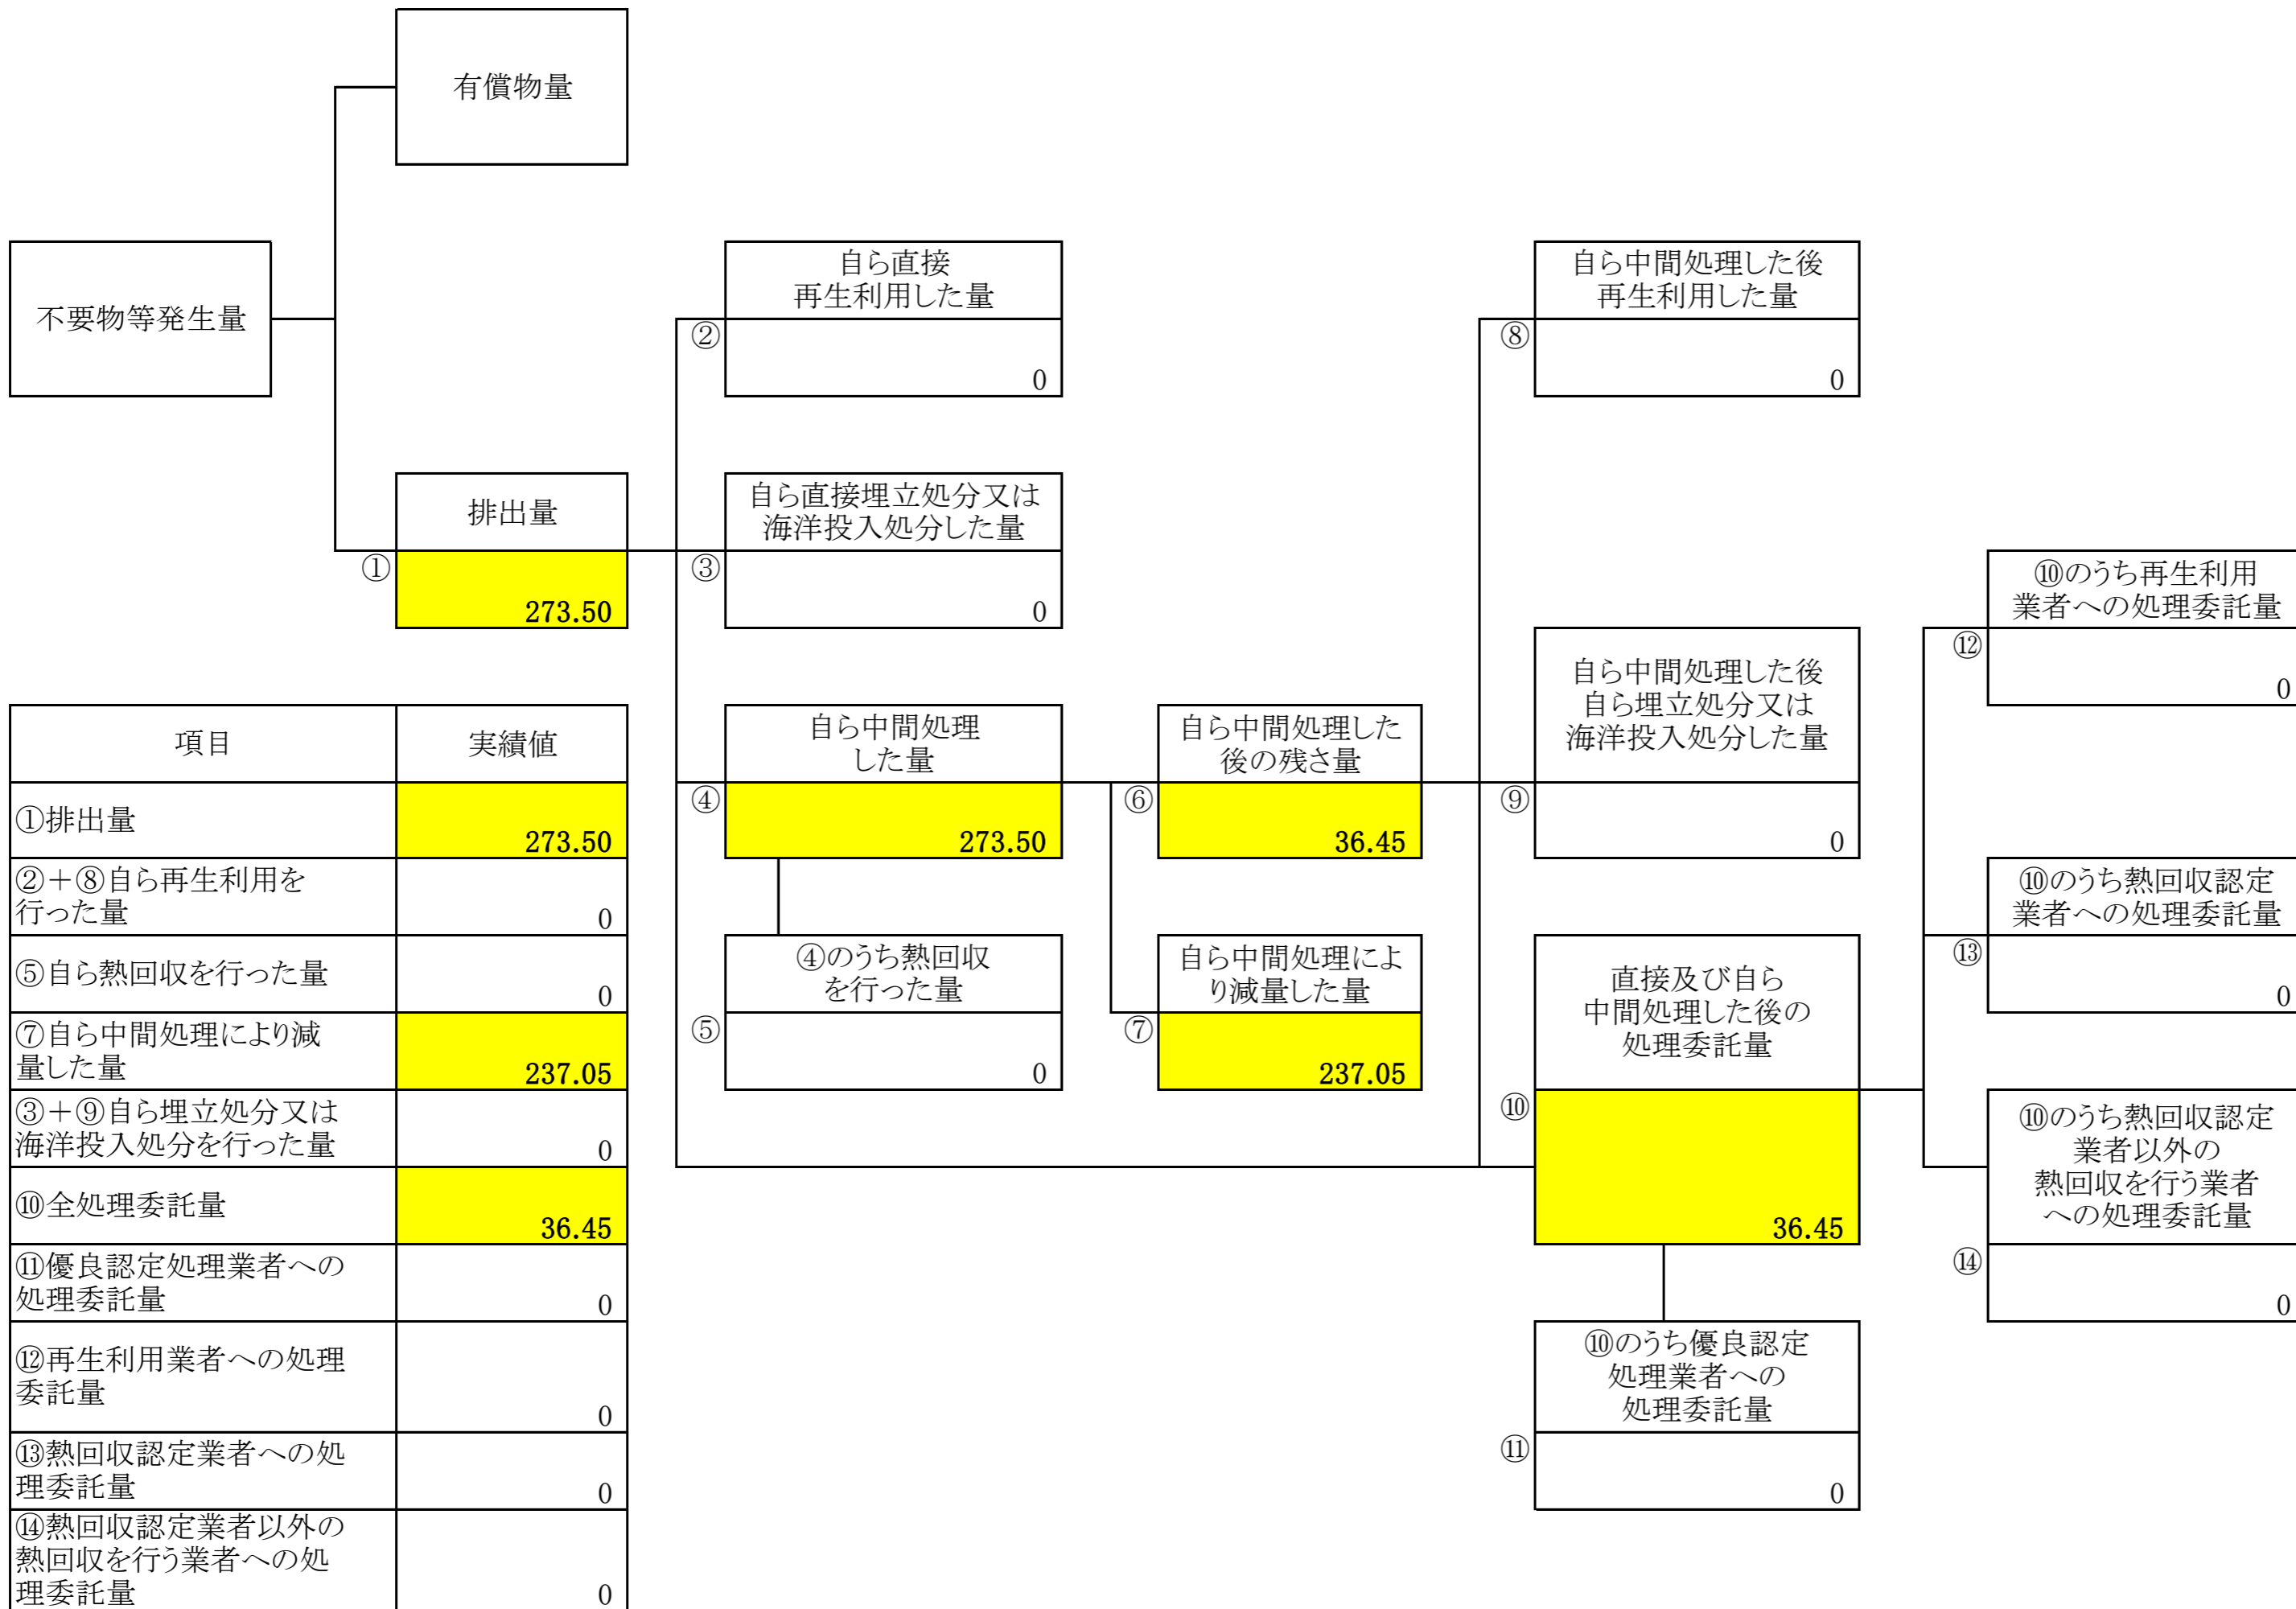 有償物量
不要物等発生量
自ら直接
再生利用した量
②
0
自ら中間処理した後
再生利用した量
⑧
0
排出量
①
273.50
自ら直接埋立処分又は
海洋投入処分した量
③
0
⑩のうち再生利用
業者への処理委託量
⑫
0
自ら中間処理した後
自ら埋立処分又は
海洋投入処分した量
⑨
0
自ら中間処理
した量
④
273.50
自ら中間処理した
後の残さ量
⑥
36.45
④のうち熱回収
を行った量
⑤
0
自ら中間処理によ
り減量した量
⑦
237.05
直接及び自ら
中間処理した後の
処理委託量
⑩
36.45
⑩のうち熱回収認定
業者への処理委託量
⑬
0
⑩のうち熱回収認定
業者以外の
熱回収を行う業者
への処理委託量
⑭
0
⑩のうち優良認定
処理業者への
処理委託量
⑪
0
項目 実績値
①排出量
273.50
②+⑧自ら再生利用を
行った量 0
⑤自ら熱回収を行った量
0
⑦自ら中間処理により減
量した量 237.05
③+⑨自ら埋立処分又は
海洋投入処分を行った量 0
⑩全処理委託量
36.45
⑪優良認定処理業者への
処理委託量 0
⑫再生利用業者への処理
委託量
0
⑬熱回収認定業者への処
理委託量 0
⑭熱回収認定業者以外の
熱回収を行う業者への処
理委託量 0